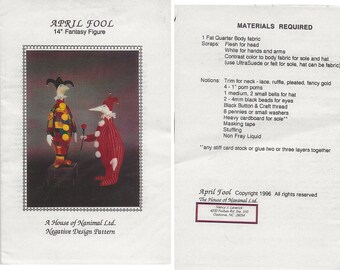 APRIL FOOL
14" Fantasy Figure
A House of Nanimal Ltd.
Negative Design Pattern
MATERIALS REQUIRED
1 Fat Quarter Body fabric
Scraps: Flesh for head
White for hands and arms
Contrast color to body fabric for sole and hat
(use UltraSuede or felt for sole, hat can be fabric)
Notions: Trim for neck - lace, ruffle, pleated, fancy gold
4 - 1" pom poms
1 medium, 2 small bells for hat
2 - 4mm black beads for eyes
Black Button & Craft thread
8 pennies or small washers
Heavy cardboard for sole**
Masking tape
Stuffing
Non Fray Liquid
**any stiff card stock or glue two or three layers together
April Fool Copyright 1996 All rights reserved
The House of Nanimal Ltd.